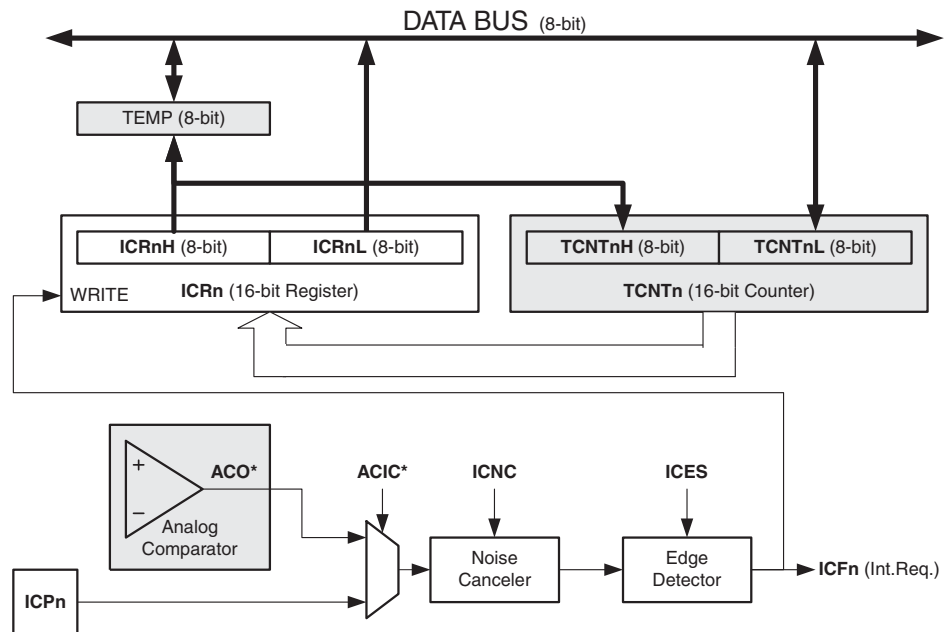 DATA BUS (8-bit)
TEMP (8-bit)
ICRnH (8-bit)
ICRnL (8-bit)
WRITE
ICRn (16-bit Register)
TCNTnH (8-bit)
TCNTnL (8-bit)
TCNTn (16-bit Counter)
+
−
ACO*
Analog
Comparator
ACIC*
ICNC
ICES
Noise
Canceler
Edge
Detector
ICFn (Int.Req.)
ICPn